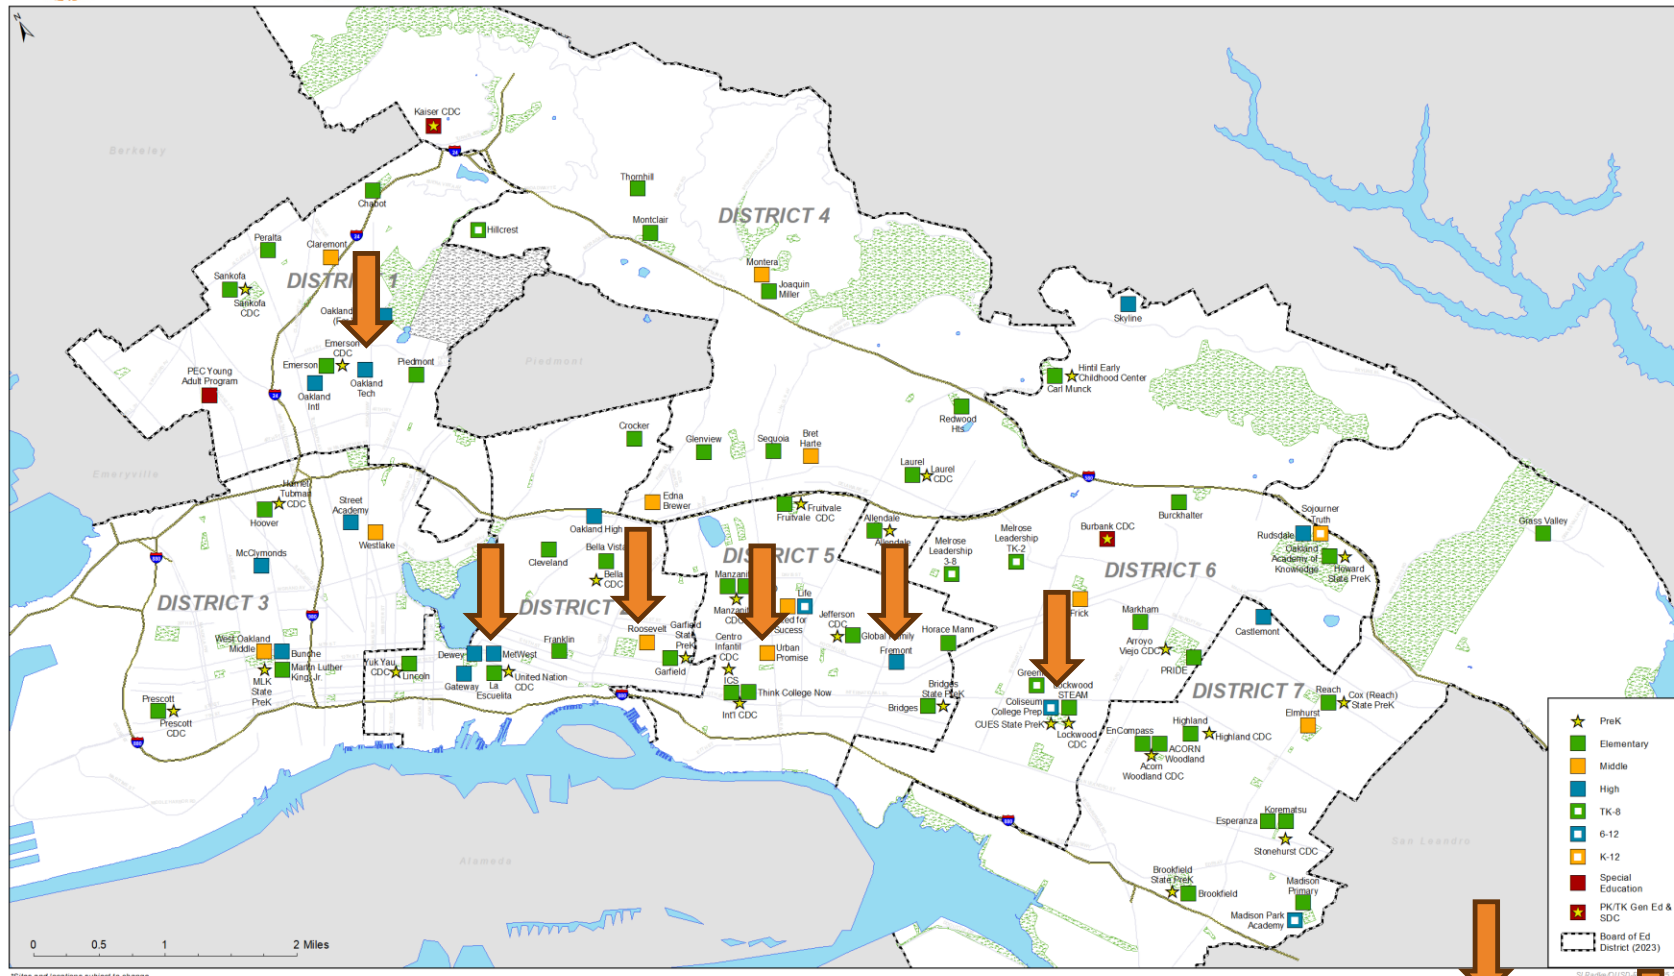 N
Kaiser CDC
Berkeley
Thornhill
Chabot
DISTRICT 4
Montclair
Hillcrest
Peralta
Claremont
Montera
Joaquin
Miller
DISTRICT 1
Sankofa
Sankofa
CDC
Skyline
Oakland
Emerson
CDC
Emerson
Piedmont
Piedmont
PEC Young
Adult Program
Oakland
Tech
Oakland
Intl
Hintil Early
Childhood Center
Carl Munck
Redwood
Hts
Crocker
Glenview
Sequoia
Bret
Harte
Laurel
Laurel
CDC
Emeryville
Harriet
Tubman
CDC
Hoover
Street
Academy
Westlake
Edna
Brewer
Oakland High
Fruitvale
Fruitvale
CDC
Allendale
Burckhalter
Burbank CDC
Sojourner
Truth
Rudsdale
Grass Valley
McClymonds
Cleveland
Bella Vista
Bella
CDC
DISTRICT 5
Melrose
Leadership
3-8
Melrose
Leadership
TK-2
DISTRICT 6
Oakland
Academy of
Knowledge
Howard
State PreK
DISTRICT 3
DISTRICT 2
Manzanita
CDC
Life
Success
Jefferson
CDC
Global Family
Fremont
Horace Mann
Frick
Markham
Castlemont
Arroyo
Viejo CDC
PRIDE
West Oakland
Middle
Bunche
MLK
State
PreK
Martin Luther
King Jr.
Yuk Yau
CDC
Lincoln
Dewey
MetWest
Gateway
La
Escuelita
United Nation
CDC
Franklin
Roosevelt
Garfield
State
PreK
Garfield
Centro
Infantil
CDC
ICS
Urban
Promise
Think College Now
Int'l CDC
Bridges
State PreK
Bridges
Lockwood
STEAM
Coliseum
College Prep
CUES State PreK
Lockwood
CDC
DISTRICT 7
Reach
Cox (Reach)
State PreK
Elmhurst
Prescott
Prescott
CDC
EnCompass
Highland
Highland CDC
ACORN
Woodland
Acorn
Woodland CDC
Korematsu
Esperanza
Stonehurst CDC
San Leandro
Alameda
Brookfield
State PreK
Brookfield
Madison
Primary
Madison Park
Academy
PreK
Elementary
Middle
High
TK-8
6-12
K-12
Special
Education
PK/TK Gen Ed &
SDC
Board of Ed
District (2023)
0 0.5 1 2 Miles